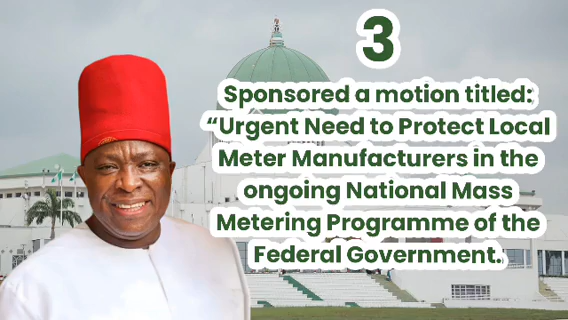 3
Sponsored a motion titled:
“Urgent Need to Protect Local
Meter Manufacturers in the
ongoing National Mass
Metering Programme of the
Federal Government.